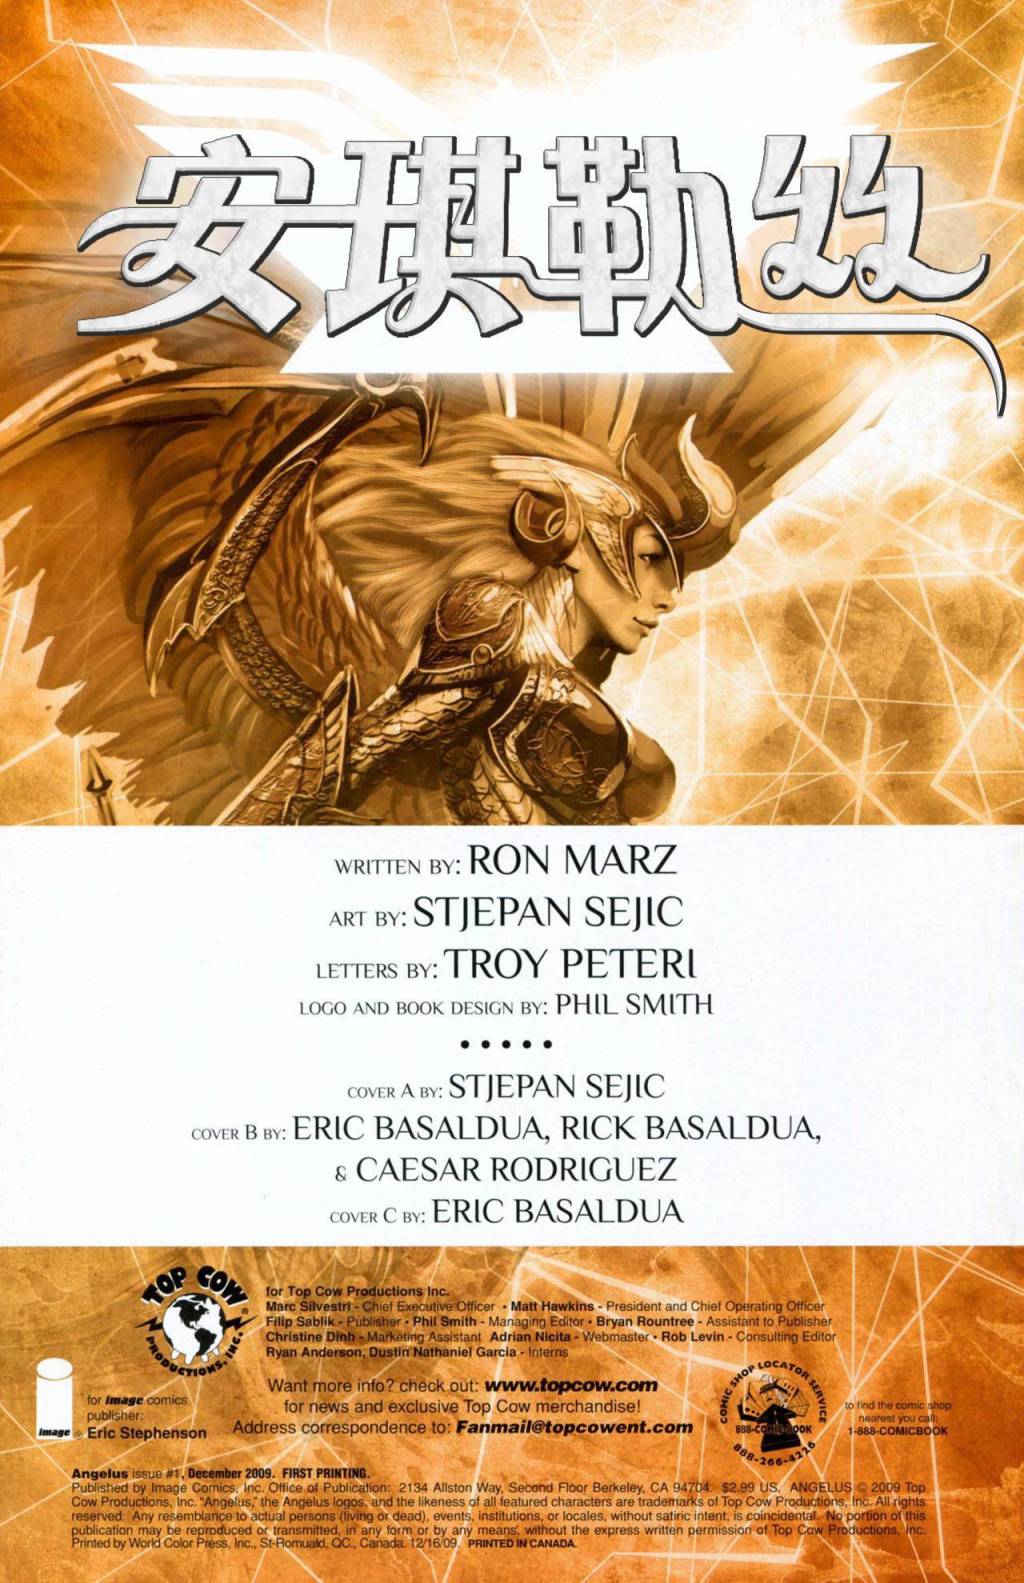 安琪勒丝
WRITTEN BY: RON MARZ
ART BY: STJEPAN SEJIC
LETTERS BY: TROY PETERI
LOGO AND BOOK DESIGN BY: PHIL SMITH
• • • • •
COVER A BY: STJEPAN SEJIC
COVER B BY: ERIC BASALDUA, RICK BASALDUA,
& CAESAR RODRIGUEZ
COVER C BY: ERIC BASALDUA
TOP COW
PRODUCTIONS, INC.
®
for Top Cow Productions Inc.
Marc Silvestri - Chief Executive Officer • Matt Hawkins - President and Chief Operating Officer
Filip Sablik - Publisher • Phil Smith - Managing Editor • Bryan Rountree - Assistant to Publisher
Christine Dinh - Marketing Assistant Adrian Nicita - Webmaster • Rob Levin - Consulting Editor
Ryan Anderson, Dustin Nathaniel Garcia - Interns
Want more info? check out: www.topcow.com
for news and exclusive Top Cow merchandise!
Address correspondence to: Fanmail@topcowent.com
image ®
for image comics
publisher:
Eric Stephenson
COMIC SHOP LOCATOR SERVICE
888-COMICBOOK
888-266-4226
to find the comic shop
nearest you call:
1-888-COMICBOOK
Angelus issue #1, December 2009. FIRST PRINTING.
Published by Image Comics, Inc. Office of Publication: 2134 Allston Way, Second Floor Berkeley, CA 94704. $2.99 US. ANGELUS © 2009 Top
Cow Productions, Inc. "Angelus," the Angelus logos, and the likeness of all featured characters are trademarks of Top Cow Productions, Inc. All rights
reserved. Any resemblance to actual persons (living or dead), events, institutions, or locales, without satiric intent, is coincidental. No portion of this
publication may be reproduced or transmitted, in any form or by any means, without the express written permission of Top Cow Productions, Inc.
Printed by World Color Press, Inc., St-Romuald, QC., Canada. 12/16/09. PRINTED IN CANADA.